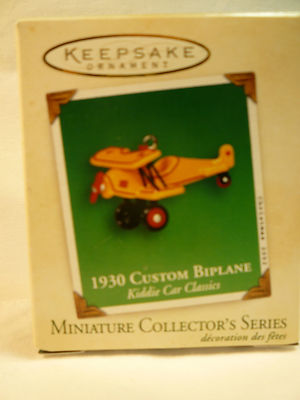 KEEPSAKE
ORNAMENT
1930 CUSTOM BIPLANE
Kiddie Car Classics
MINIATURE COLLECTOR'S SERIES
décoration des fêtes